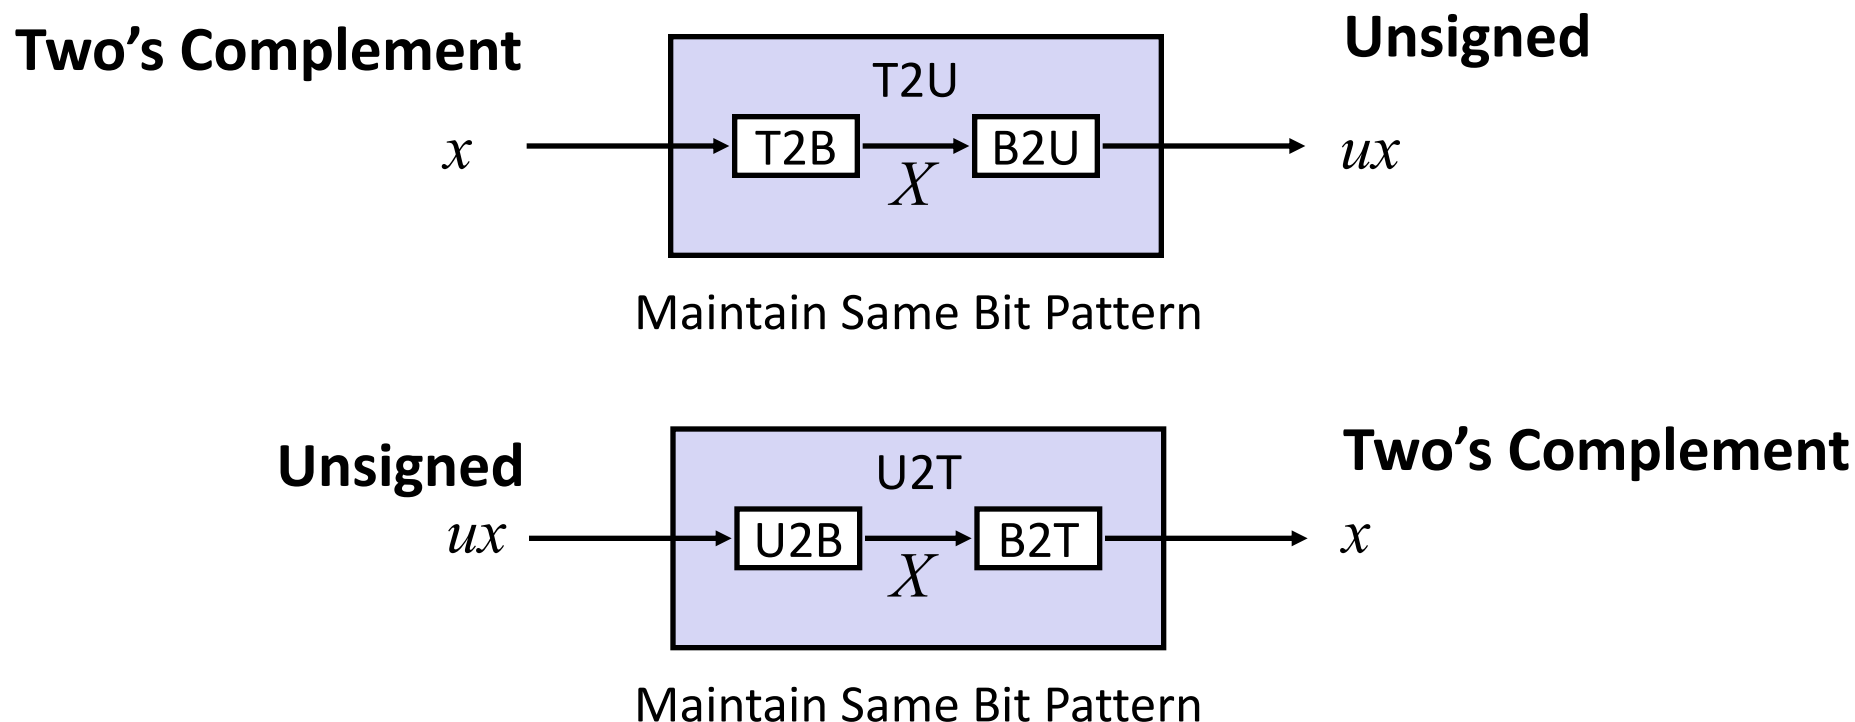 Two’s Complement
Unsigned
T2U
x
T2B
X
B2U
ux
Maintain Same Bit Pattern
Unsigned
Two’s Complement
U2T
ux
U2B
X
B2T
x
Maintain Same Bit Pattern